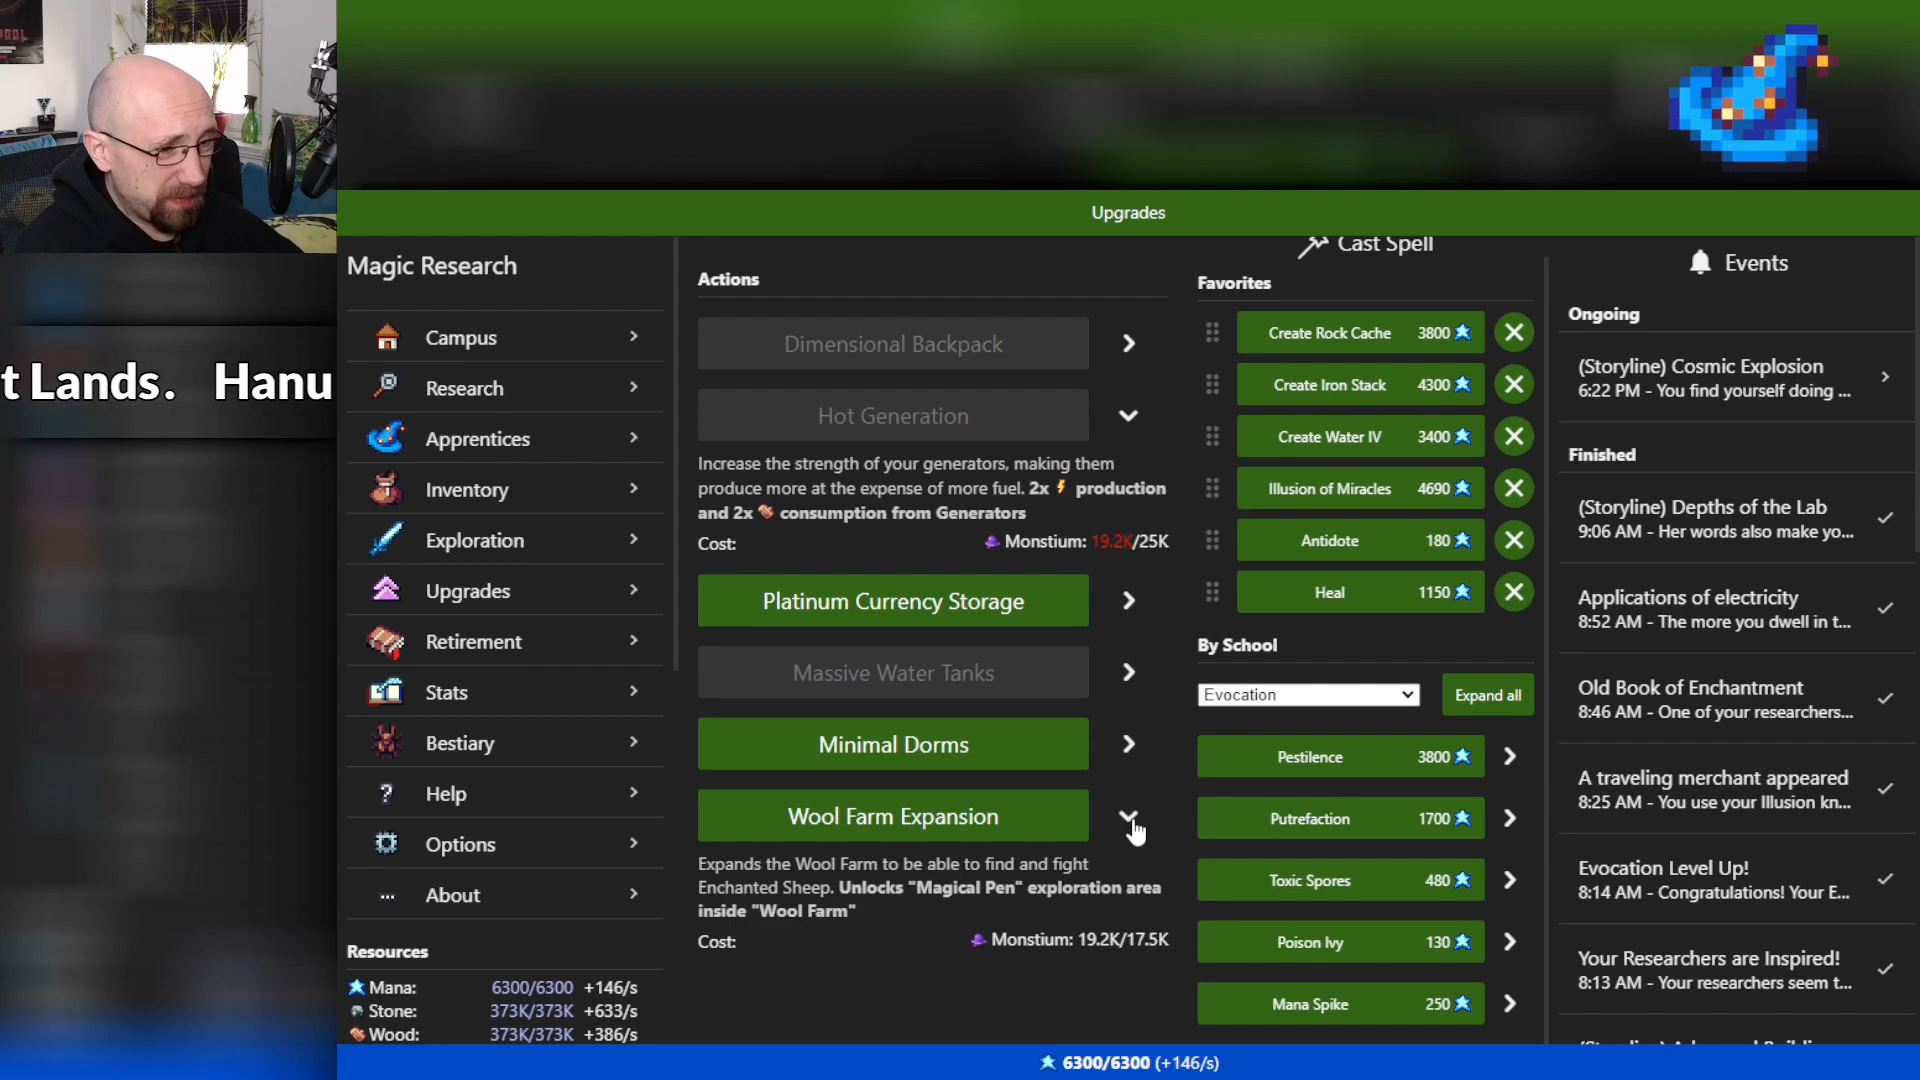 Upgrades
Magic Research
Campus
Research
Apprentices
Inventory
Exploration
Upgrades
Retirement
Stats
Bestiary
Help
Options
About
Resources
Mana: 6300/6300 +146/s
Stone: 373K/373K +633/s
Wood: 373K/373K +386/s
t Lands. Hanu
Actions
Dimensional Backpack
Hot Generation
Increase the strength of your generators, making them
produce more at the expense of more fuel. 2x production
and 2x consumption from Generators
Cost: Monstium: 19.2K/25K
Platinum Currency Storage
Massive Water Tanks
Minimal Dorms
Wool Farm Expansion
Expands the Wool Farm to be able to find and fight
Enchanted Sheep. Unlocks "Magical Pen" exploration area
inside "Wool Farm"
Cost: Monstium: 19.2K/17.5K
Cast Spell
Favorites
Create Rock Cache 3800
Create Iron Stack 4300
Create Water IV 3400
Illusion of Miracles 4690
Antidote 180
Heal 1150
By School
Evocation
Expand all
Pestilence 3800
Putrefaction 1700
Toxic Spores 480
Poison Ivy 130
Mana Spike 250
Events
Ongoing
(Storyline) Cosmic Explosion
6:22 PM - You find yourself doing ...
Finished
(Storyline) Depths of the Lab
9:06 AM - Her words also make yo...
Applications of electricity
8:52 AM - The more you dwell in t...
Old Book of Enchantment
8:46 AM - One of your researchers...
A traveling merchant appeared
8:25 AM - You use your Illusion kn...
Evocation Level Up!
8:14 AM - Congratulations! Your E...
Your Researchers are Inspired!
8:13 AM - Your researchers seem t...
6300/6300 (+146/s)